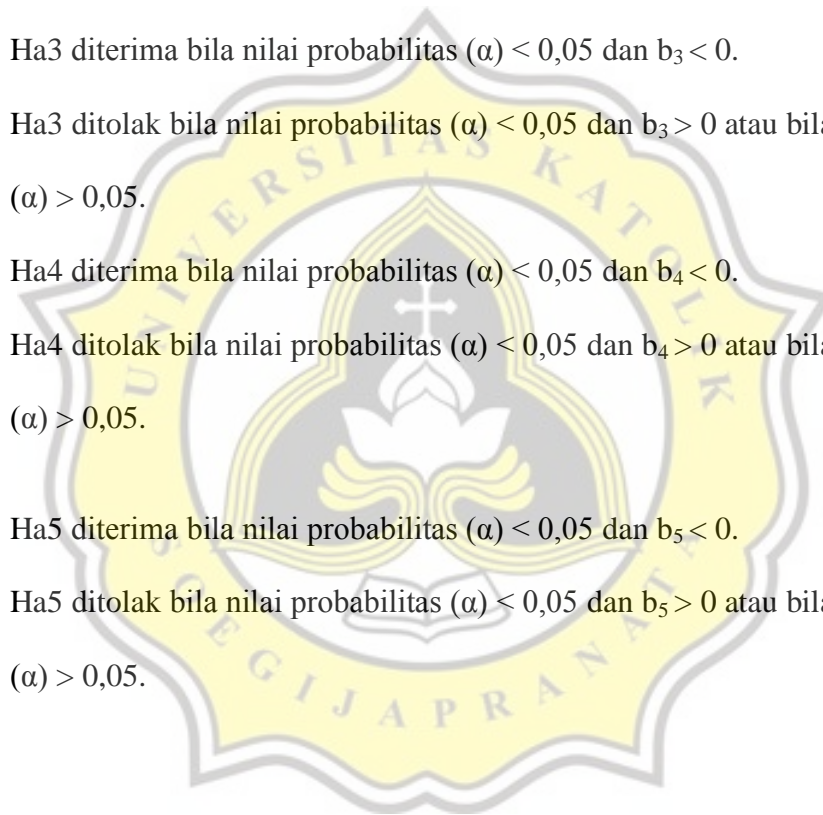 Ha3 diterima bila nilai probabilitas (α) < 0,05 dan b₃ < 0.
Ha3 ditolak bila nilai probabilitas (α) < 0,05 dan b₃ > 0 atau bila
(α) > 0,05.
Ha4 diterima bila nilai probabilitas (α) < 0,05 dan b₄ < 0.
Ha4 ditolak bila nilai probabilitas (α) < 0,05 dan b₄ > 0 atau bila
(α) > 0,05.
Ha5 diterima bila nilai probabilitas (α) < 0,05 dan b₅ < 0.
Ha5 ditolak bila nilai probabilitas (α) < 0,05 dan b₅ > 0 atau bila
(α) > 0,05.
UNIVERSITAS KATOLIK
SOEGIJAPRANATA